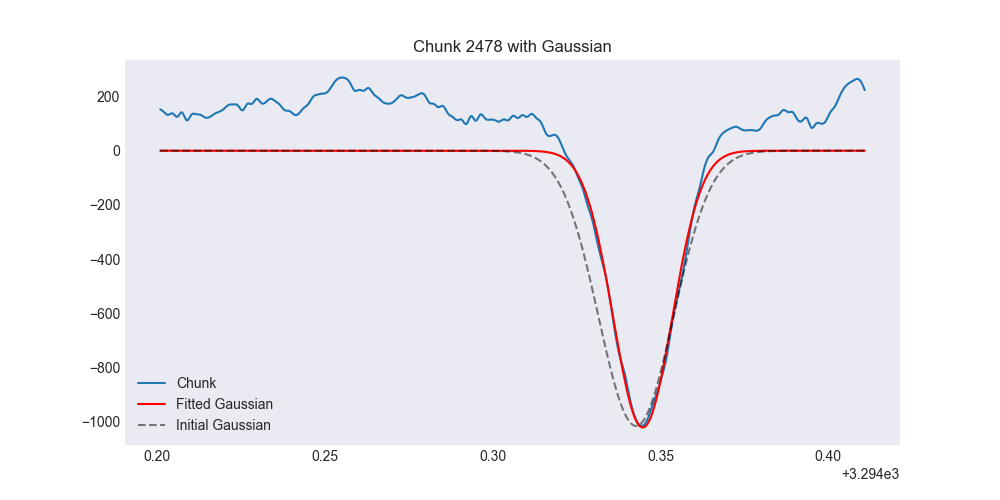 Chunk 2478 with Gaussian
200
0
−200
−400
−600
−800
−1000
Chunk
Fitted Gaussian
Initial Gaussian
0.20 0.25 0.30 0.35 0.40
+3.294e3